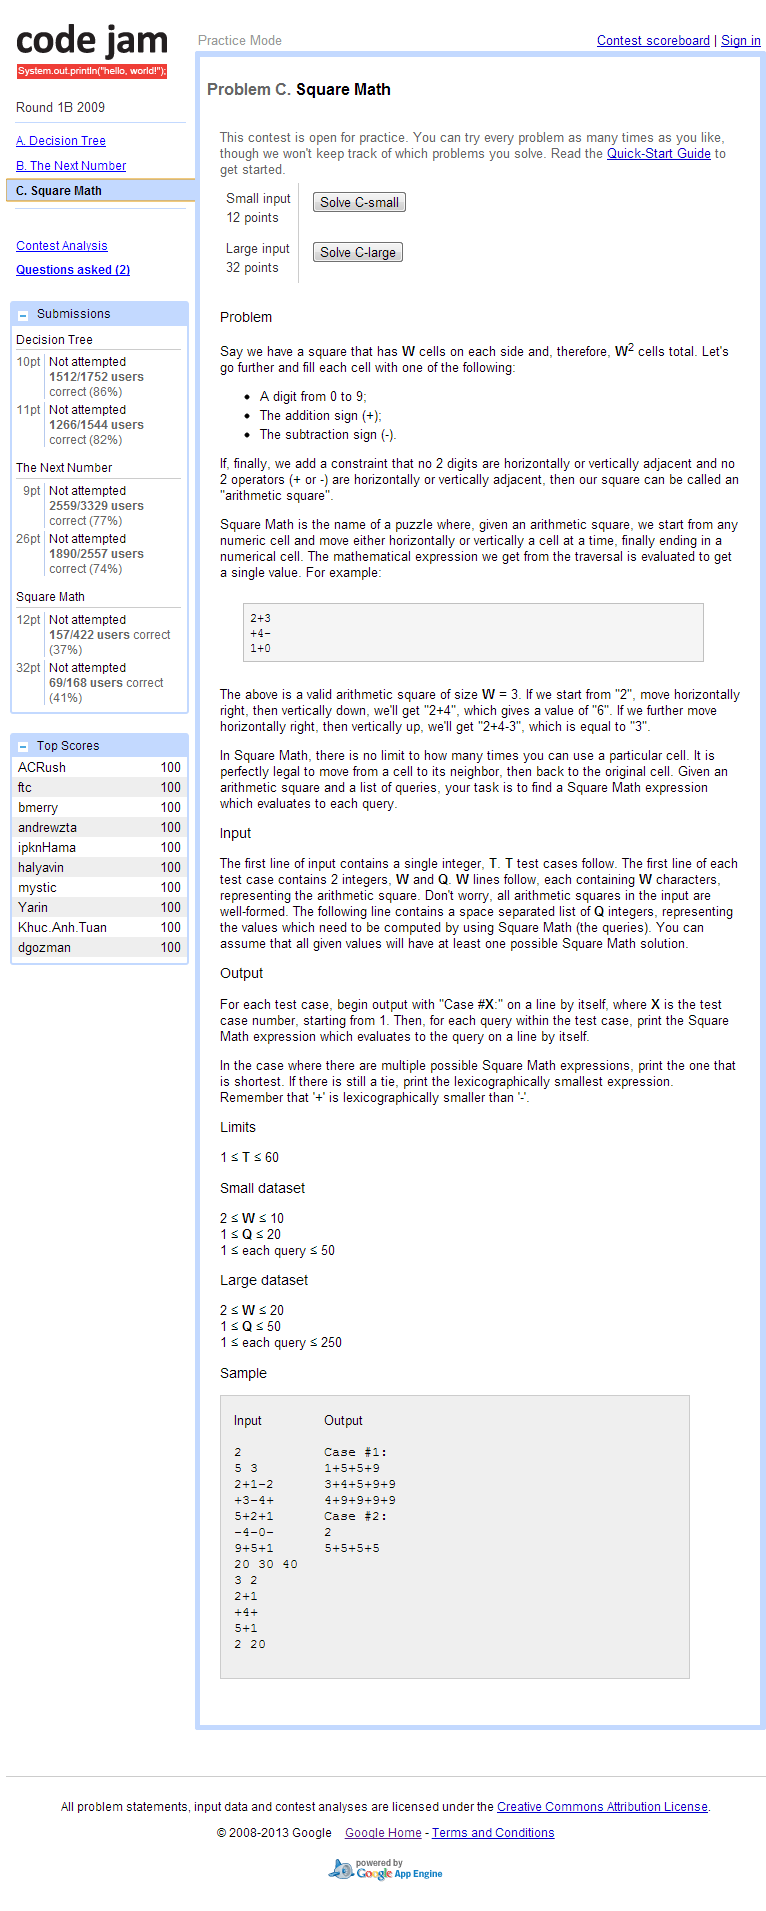 code jam
System.out.println("hello, world!");
Practice Mode
Contest scoreboard | Sign in
Round 1B 2009
A. Decision Tree
B. The Next Number
C. Square Math
Contest Analysis
Questions asked (2)
Submissions
Decision Tree
10pt Not attempted
1512/1752 users
correct (86%)
11pt Not attempted
1266/1544 users
correct (82%)
The Next Number
9pt Not attempted
2559/3329 users
correct (77%)
26pt Not attempted
1890/2557 users
correct (74%)
Square Math
12pt Not attempted
157/422 users correct
(37%)
32pt Not attempted
69/168 users correct
(41%)
Top Scores
ACRush 100
ftc 100
bmerry 100
andrewzta 100
ipknHama 100
halyavin 100
mystic 100
Yarin 100
Khuc.Anh.Tuan 100
dgozman 100
Problem C. Square Math
This contest is open for practice. You can try every problem as many times as you like,
though we won't keep track of which problems you solve. Read the Quick-Start Guide to
get started.
Small input
12 points
Solve C-small
Large input
32 points
Solve C-large
Problem
Say we have a square that has W cells on each side and, therefore, W² cells total. Let's
go further and fill each cell with one of the following:
• A digit from 0 to 9;
• The addition sign (+);
• The subtraction sign (-).
If, finally, we add a constraint that no 2 digits are horizontally or vertically adjacent and no
2 operators (+ or -) are horizontally or vertically adjacent, then our square can be called an
"arithmetic square".
Square Math is the name of a puzzle where, given an arithmetic square, we start from any
numeric cell and move either horizontally or vertically a cell at a time, finally ending in a
numerical cell. The mathematical expression we get from the traversal is evaluated to get
a single value. For example:
2+3
+4-
1+0
The above is a valid arithmetic square of size W = 3. If we start from "2", move horizontally
right, then vertically down, we'll get "2+4", which gives a value of "6". If we further move
horizontally right, then vertically up, we'll get "2+4-3", which is equal to "3".
In Square Math, there is no limit to how many times you can use a particular cell. It is
perfectly legal to move from a cell to its neighbor, then back to the original cell. Given an
arithmetic square and a list of queries, your task is to find a Square Math expression
which evaluates to each query.
Input
The first line of input contains a single integer, T. T test cases follow. The first line of each
test case contains 2 integers, W and Q. W lines follow, each containing W characters,
representing the arithmetic square. Don't worry, all arithmetic squares in the input are
well-formed. The following line contains a space separated list of Q integers, representing
the values which need to be computed by using Square Math (the queries). You can
assume that all given values will have at least one possible Square Math solution.
Output
For each test case, begin output with "Case #X:" on a line by itself, where X is the test
case number, starting from 1. Then, for each query within the test case, print the Square
Math expression which evaluates to the query on a line by itself.
In the case where there are multiple possible Square Math expressions, print the one that
is shortest. If there is still a tie, print the lexicographically smallest expression.
Remember that '+' is lexicographically smaller than '-'.
Limits
1 ≤ T ≤ 60
Small dataset
2 ≤ W ≤ 10
1 ≤ Q ≤ 20
1 ≤ each query ≤ 50
Large dataset
2 ≤ W ≤ 20
1 ≤ Q ≤ 50
1 ≤ each query ≤ 250
Sample
Input Output
2 Case #1:
5 3 1+5+5+9
2+1-2 3+4+5+9+9
+3-4+ 4+9+9+9+9
5+2+1 Case #2:
-4-0- 2
9+5+1 5+5+5+5
20 30 40
3 2
2+1
+4+
5+1
2 20
All problem statements, input data and contest analyses are licensed under the Creative Commons Attribution License.
© 2008-2013 Google Google Home - Terms and Conditions
powered by
Google App Engine